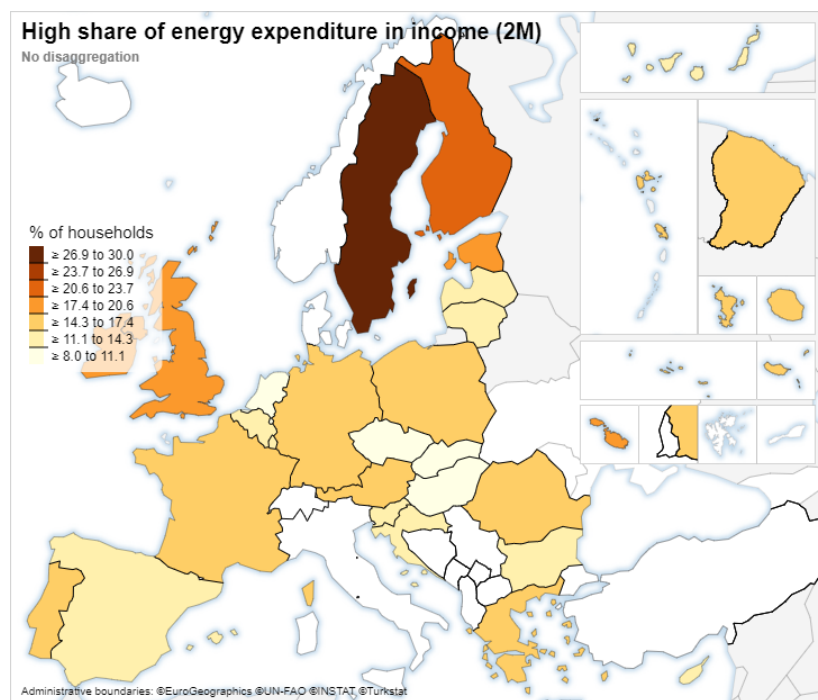 High share of energy expenditure in income (2M)
No disaggregation
% of households
≥ 26.9 to 30.0
≥ 23.7 to 26.9
≥ 20.6 to 23.7
≥ 17.4 to 20.6
≥ 14.3 to 17.4
≥ 11.1 to 14.3
≥ 8.0 to 11.1
Administrative boundaries: ©EuroGeographics ©UN-FAO ©INSTAT ©Turkstat